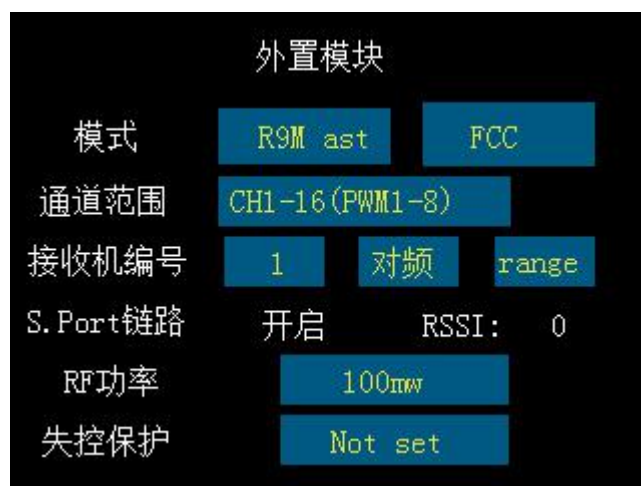 外置模块
模式 R9M ast FCC
通道范围 CH1-16(PWM1-8)
接收机编号 1 对频 range
S.Port链路 开启 RSSI: 0
RF功率 100mw
失控保护 Not set